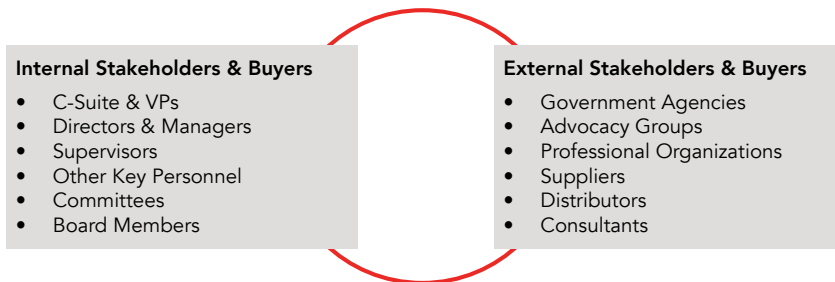 Internal Stakeholders & Buyers
• C-Suite & VPs
• Directors & Managers
• Supervisors
• Other Key Personnel
• Committees
• Board Members
External Stakeholders & Buyers
• Government Agencies
• Advocacy Groups
• Professional Organizations
• Suppliers
• Distributors
• Consultants